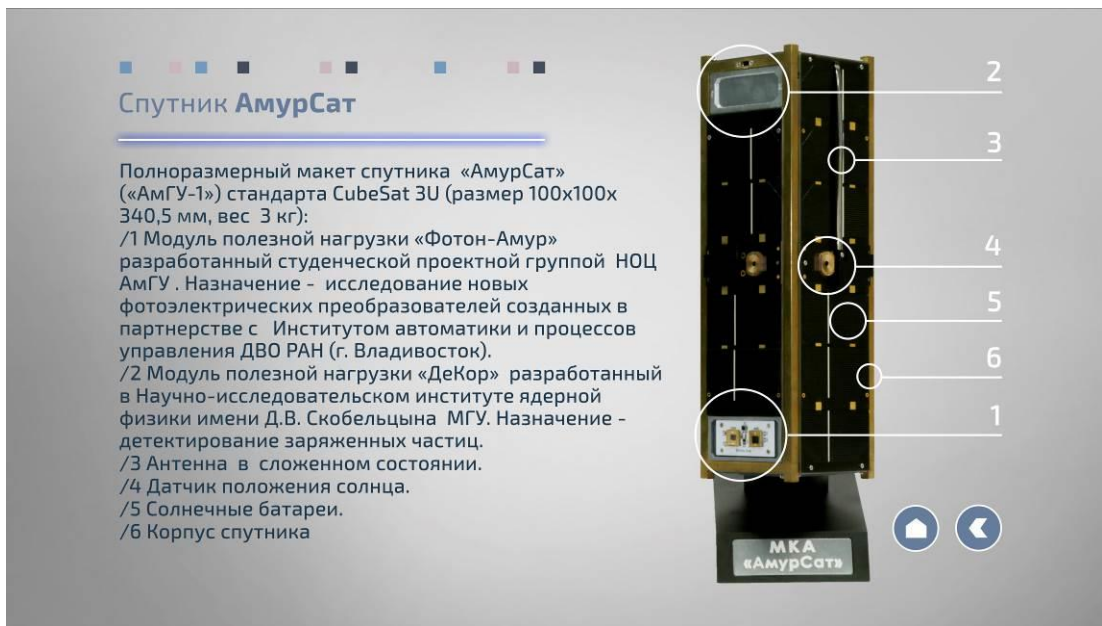 Спутник АмурСат
Полноразмерный макет спутника «АмурСат»
(«АмГУ-1») стандарта CubeSat 3U (размер 100х100х
340,5 мм, вес 3 кг):
/1 Модуль полезной нагрузки «Фотон-Амур»
разработанный студенческой проектной группой НОЦ
АмГУ . Назначение - исследование новых
фотоэлектрических преобразователей созданных в
партнерстве с Институтом автоматики и процессов
управления ДВО РАН (г. Владивосток).
/2 Модуль полезной нагрузки «ДеКор» разработанный
в Научно-исследовательском институте ядерной
физики имени Д.В. Скобельцына МГУ. Назначение -
детектирование заряженных частиц.
/3 Антенна в сложенном состоянии.
/4 Датчик положения солнца.
/5 Солнечные батареи.
/6 Корпус спутника
2
3
4
5
6
1
МКА
«АмурСат»